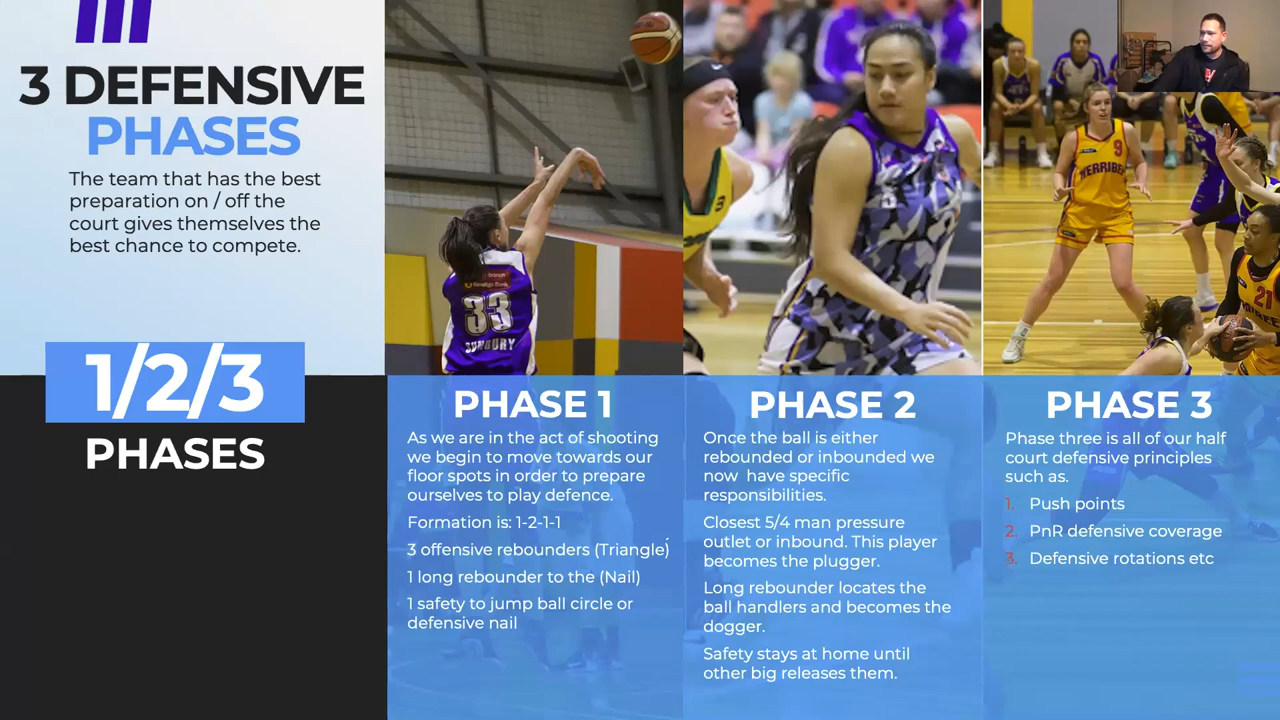 3 DEFENSIVE
PHASES
The team that has the best
preparation on / off the
court gives themselves the
best chance to compete.
1/2/3
PHASES
33
SUNBURY
9
21
PHASE 1
As we are in the act of shooting
we begin to move towards our
floor spots in order to prepare
ourselves to play defence.
Formation is: 1-2-1-1
3 offensive rebounders (Triangle)
1 long rebounder to the (Nail)
1 safety to jump ball circle or
defensive nail
PHASE 2
Once the ball is either
rebounded or inbounded we
now have specific
responsibilities.
Closest 5/4 man pressure
outlet or inbound. This player
becomes the plugger.
Long rebounder locates the
ball handlers and becomes the
dogger.
Safety stays at home until
other big releases them.
PHASE 3
Phase three is all of our half
court defensive principles
such as.
1. Push points
2. PnR defensive coverage
3. Defensive rotations etc